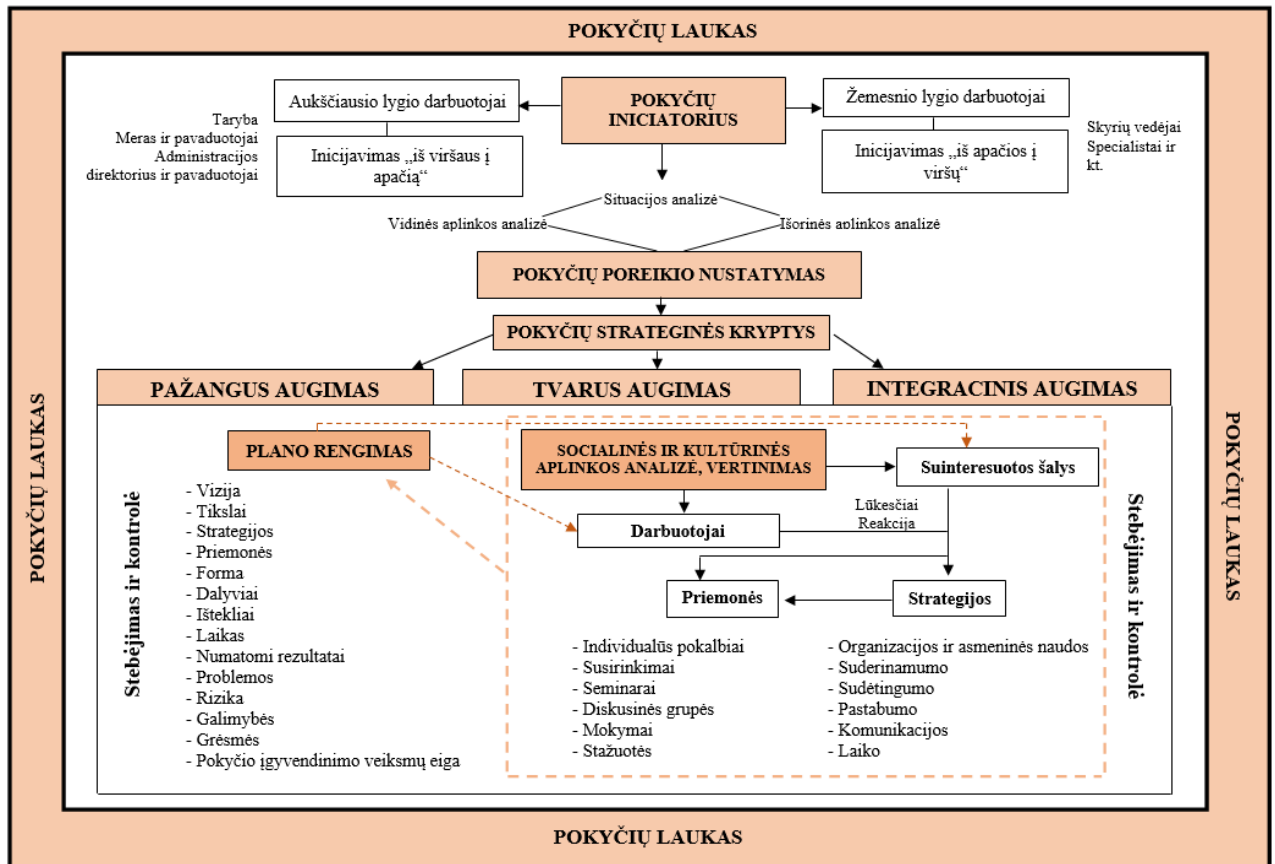 POKYČIŲ LAUKAS
POKYČIŲ LAUKAS
Aukščiausio lygio darbuotojai
Taryba
Meras ir pavaduotojai
Administracijos
direktorius ir pavaduotojai
Inicijavimas „iš viršaus į
apačią“
POKYČIŲ
INICIATORIUS
Žemesnio lygio darbuotojai
Inicijavimas „iš apačios į
viršų“
Skyrių vedėjai
Specialistai ir
kt.
Situacijos analizė
Vidinės aplinkos analizė
Išorinės aplinkos analizė
POKYČIŲ POREIKIO NUSTATYMAS
POKYČIŲ STRATEGINĖS KRYPTYS
PAŽANGUS AUGIMAS
TVARUS AUGIMAS
INTEGRACINIS AUGIMAS
Stebėjimas ir kontrolė
PLANO RENGIMAS
- Vizija
- Tikslai
- Strategijos
- Priemonės
- Forma
- Dalyviai
- Ištekliai
- Laikas
- Numatomi rezultatai
- Problemos
- Rizika
- Galimybės
- Grėsmės
- Pokyčio įgyvendinimo veiksmų eiga
SOCIALINĖS IR KULTŪRINĖS
APLINKOS ANALIZĖ, VERTINIMAS
Suinteresuotos šalys
Darbuotojai
Lūkesčiai
Reakcija
Priemonės
Strategijos
- Individualūs pokalbiai
- Susirinkimai
- Seminarai
- Diskusinės grupės
- Mokymai
- Stažuotės
- Organizacijos ir asmeninės naudos
- Suderinamumo
- Sudėtingumo
- Pastabumo
- Komunikacijos
- Laiko
Stebėjimas ir kontrolė
POKYČIŲ LAUKAS
POKYČIŲ LAUKAS